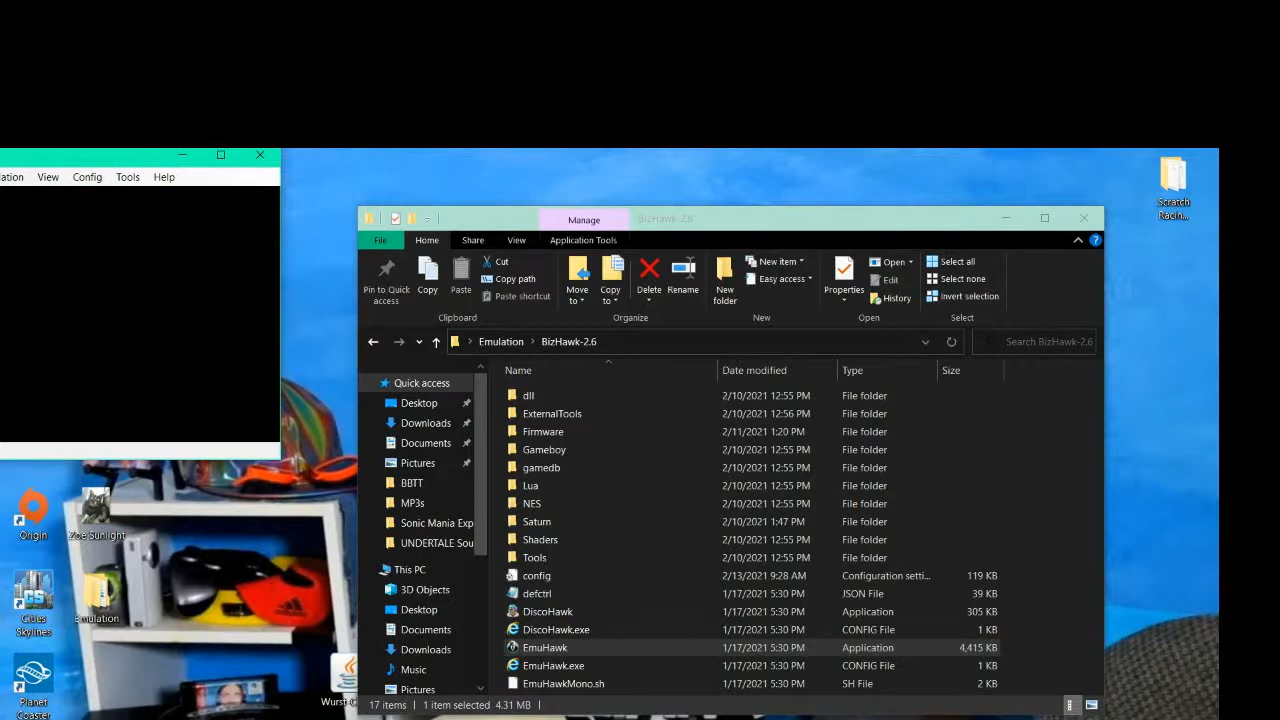 ation View Config Tools Help
Scratch
Racin...
Manage BizHawk-2.6
File Home Share View Application Tools
Pin to Quick
access
Copy
Paste
Cut
Copy path
Paste shortcut
Clipboard
Move
to
Copy
to
Delete
Rename
Organize
New
folder
New item
Easy access
New
Properties
Open
Edit
History
Open
Select all
Select none
Invert selection
Select
Emulation > BizHawk-2.6
Search BizHawk-2.6
Quick access
Desktop
Downloads
Documents
Pictures
BBTT
MP3s
Sonic Mania Exp
UNDERTALE Sou
This PC
3D Objects
Desktop
Documents
Downloads
Music
Pictures
Name Date modified Type Size
dll 2/10/2021 12:55 PM File folder
ExternalTools 2/10/2021 12:56 PM File folder
Firmware 2/11/2021 1:20 PM File folder
Gameboy 2/10/2021 12:55 PM File folder
gamedb 2/10/2021 12:55 PM File folder
Lua 2/10/2021 12:55 PM File folder
NES 2/10/2021 12:55 PM File folder
Saturn 2/10/2021 1:47 PM File folder
Shaders 2/10/2021 12:55 PM File folder
Tools 2/10/2021 12:55 PM File folder
config 2/13/2021 9:28 AM Configuration setti... 119 KB
defctrl 1/17/2021 5:30 PM JSON File 39 KB
DiscoHawk 1/17/2021 5:30 PM Application 305 KB
DiscoHawk.exe 1/17/2021 5:30 PM CONFIG File 1 KB
EmuHawk 1/17/2021 5:30 PM Application 4,415 KB
EmuHawk.exe 1/17/2021 5:30 PM CONFIG File 1 KB
EmuHawkMono.sh 1/17/2021 5:30 PM SH File 2 KB
17 items 1 item selected 4.31 MB
Origin
Zoe Sunlight
Cities
Skylines
CS
Emulation
Planet
Coaster
Wurst-C
adidas